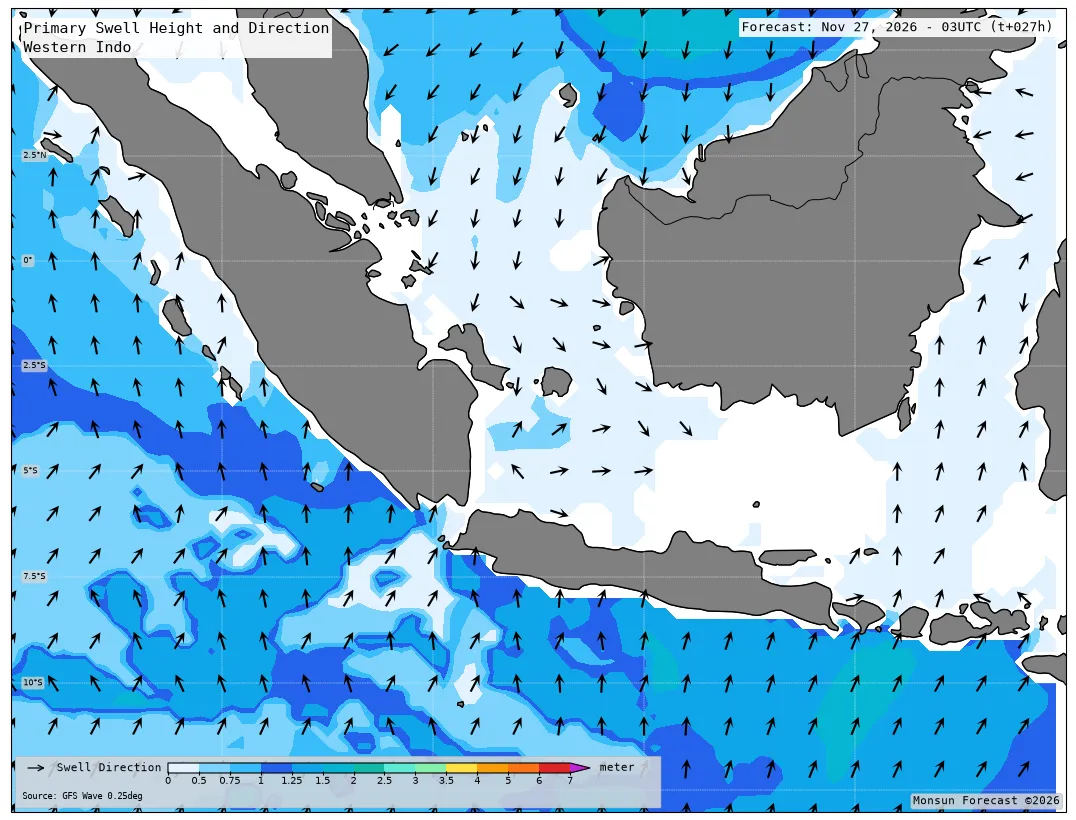 Primary Swell Height and Direction
Western Indo
Forecast: Nov 27, 2026 - 03UTC (t+027h)
2.5°N
0°
2.5°S
5°S
7.5°S
10°S
Swell Direction
0 0.5 0.75 1 1.25 1.5 2 2.5 3 3.5 4 5 6 7
meter
Source: GFS Wave 0.25deg
Monsun Forecast ©2026